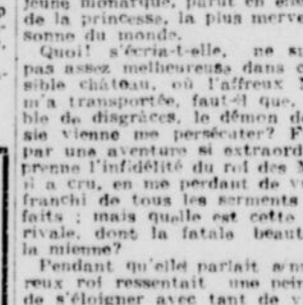 jeune monarque, parut en
de la princesse, la plus merve
sonne du monde.
Quoi! s'écria-t-elle, ne su
pas assez melheureuse dans c
sible château, où l'affreux
m'a transportée, faut-il que,
ble de disgrâces, le démon d
sie vienne me persécuter? F
par une aventure si extraord
prenne l'infidélité du roi des
il a cru, en me perdant de v
franchi de tous les serments
faits ; mais quelle est cette
rivale, dont la fatale beaut
la mienne?
Pendant qu'elle parlait
reux roi ressentait une pein
de s'éloigner avec tant de